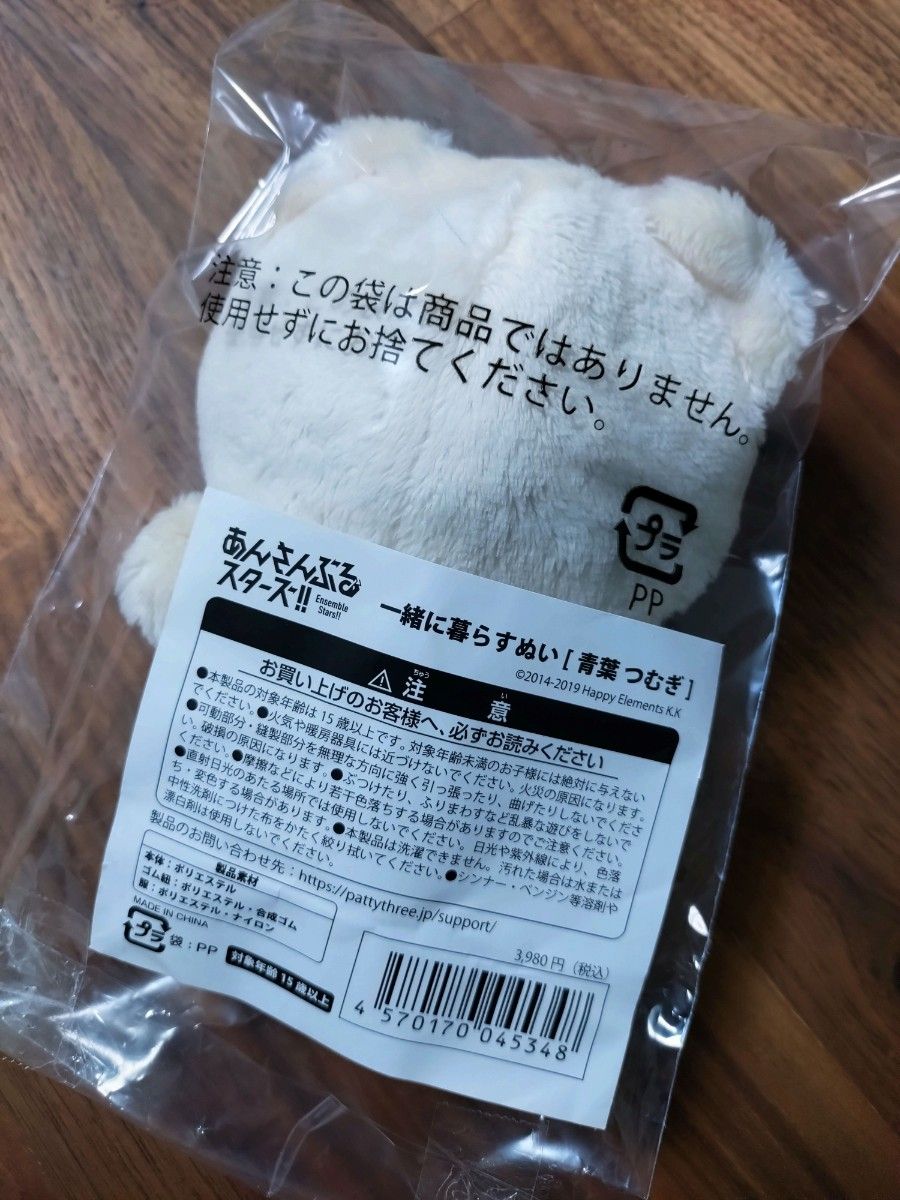 注意：この袋は商品ではありません。
使用せずにお捨てください。
プラ
PP
あんさんぶる
スターズ!!
Ensemble
Stars!!
一緒に暮らすぬい [ 青葉 つむぎ ]
©2014-2019 Happy Elements K.K
⚠ 注意
ちゅう い
お買い上げのお客様へ、必ずお読みください
●本製品の対象年齢は15歳以上です。対象年齢未満のお子様には絶対に与えない
でください。●火気や暖房器具には近づけないでください。火災の原因になります。
●可動部分・縫製部分を無理な方向に強く引っ張ったり、曲げたりしないでくださ
い。破損の原因になります。●ぶつけたり、ふりまわすなど乱暴な遊びをしないで
ください。●摩擦などにより若干色落ちする場合がありますのでご注意ください。
●直射日光のあたる場所では使用しないでください。日光や紫外線により、色落
ち・変色する場合があります。●本製品は洗濯できません。汚れた場合は水または
中性洗剤につけた布をかたく絞り拭いてください。●シンナー・ベンジン等溶剤や
漂白剤は使用しないでください。
製品のお問い合わせ先：https://pattythree.jp/support/
製品素材
本体：ポリエステル
ゴム紐：ポリエステル・合成ゴム
服：ポリエステル・ナイロン
MADE IN CHINA
プラ
袋：PP
対象年齢15歳以上
3,980円（税込）
4 570170 045348